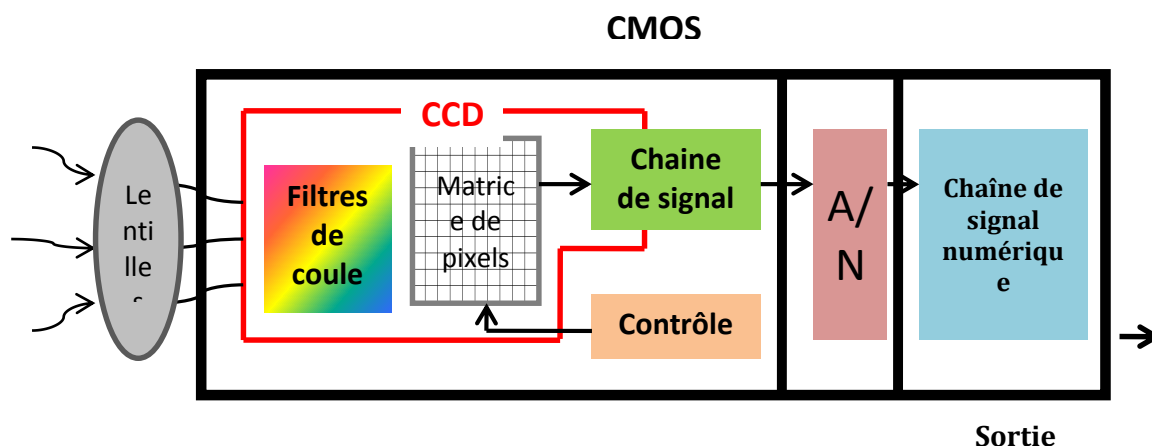 CMOS
CCD
Le
nti
lle
s
Filtres
de
coule
Matric
e de
pixels
Chaine
de signal
Contrôle
A/
N
Chaîne de
signal
numériqu
e
Sortie